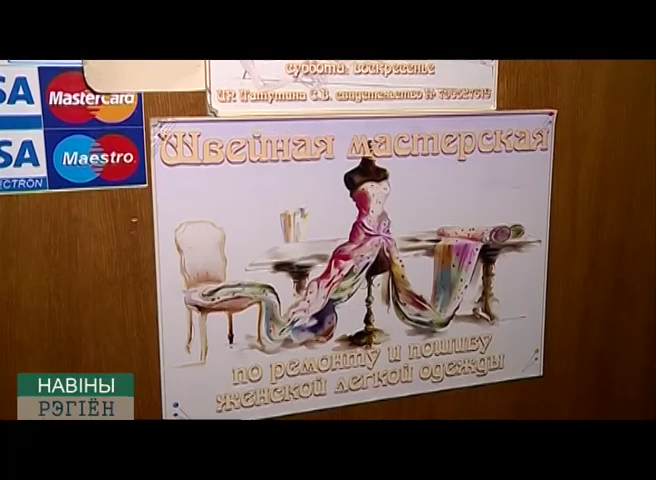 суббота воскресенье
VISA
MasterCard
Швейная мастерская
VISA
ELECTRON
Maestro
по ремонту и пошиву
женской легкой одежды
НАВІНЫ
РЭГІЁН